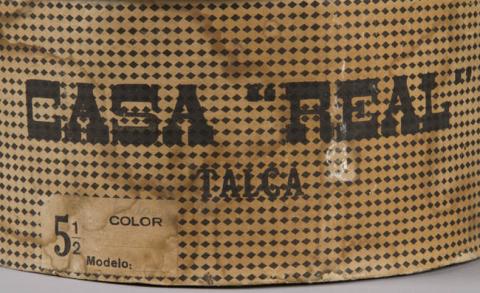 CASA "REAL"
TALCA
5 1/2 COLOR
Modelo: